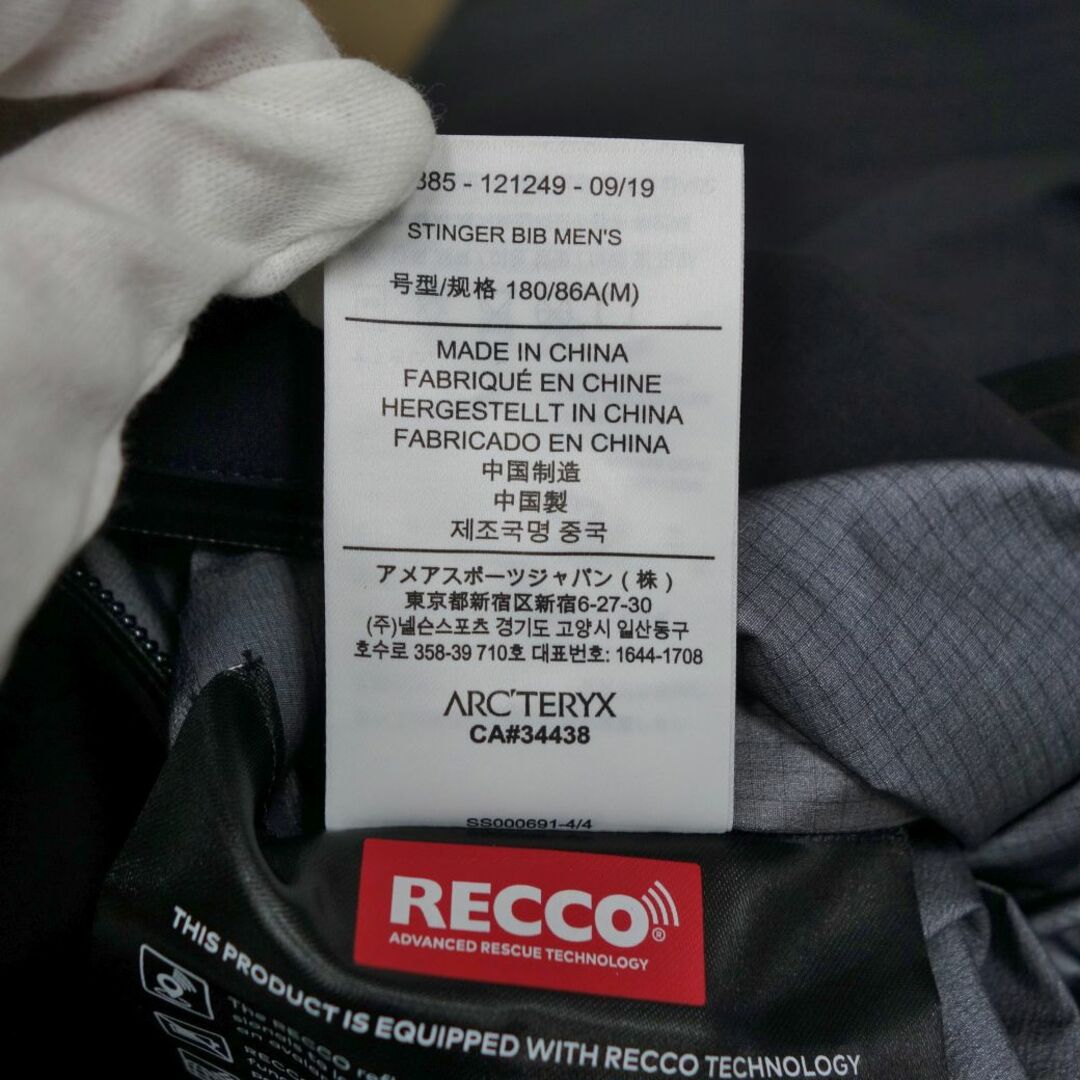 385 - 121249 - 09/19
STINGER BIB MEN'S
号型/规格 180/86A(M)
MADE IN CHINA
FABRIQUÉ EN CHINE
HERGESTELLT IN CHINA
FABRICADO EN CHINA
中国制造
中国製
제조국명 중국
アメアスポーツジャパン(株)
東京都新宿区新宿6-27-30
(주)넬슨스포츠 경기도 고양시 일산동구
호수로 358-39 710호 대표번호: 1644-1708
ARC'TERYX
CA#34438
SS000691-4/4
RECCO®
ADVANCED RESCUE TECHNOLOGY
THIS PRODUCT IS EQUIPPED WITH RECCO TECHNOLOGY
The RECCO